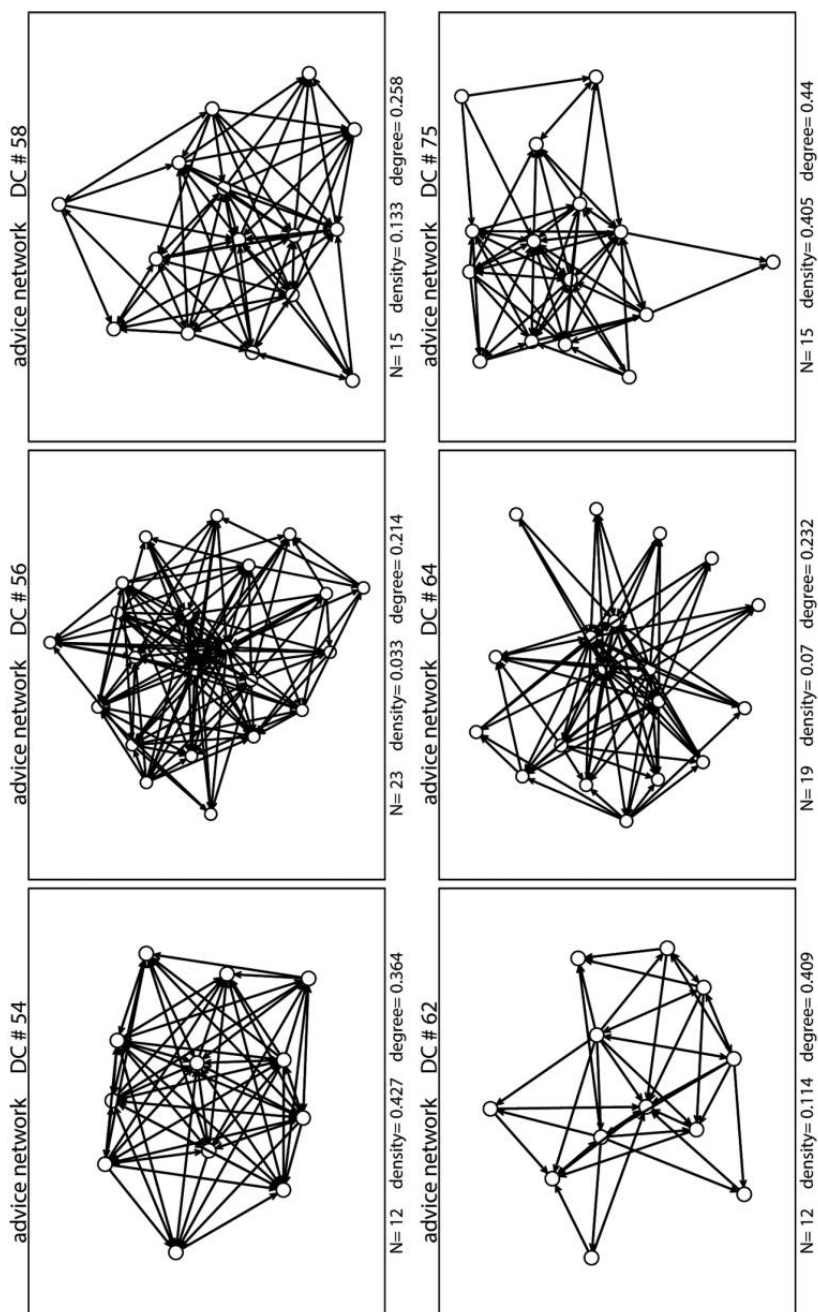 advice network DC # 54
N= 12 density= 0.427 degree= 0.364
advice network DC # 56
N= 23 density= 0.033 degree= 0.214
advice network DC # 58
N= 15 density= 0.133 degree= 0.258
advice network DC # 62
N= 12 density= 0.114 degree= 0.409
advice network DC # 64
N= 19 density= 0.07 degree= 0.232
advice network DC # 75
N= 15 density= 0.405 degree= 0.44